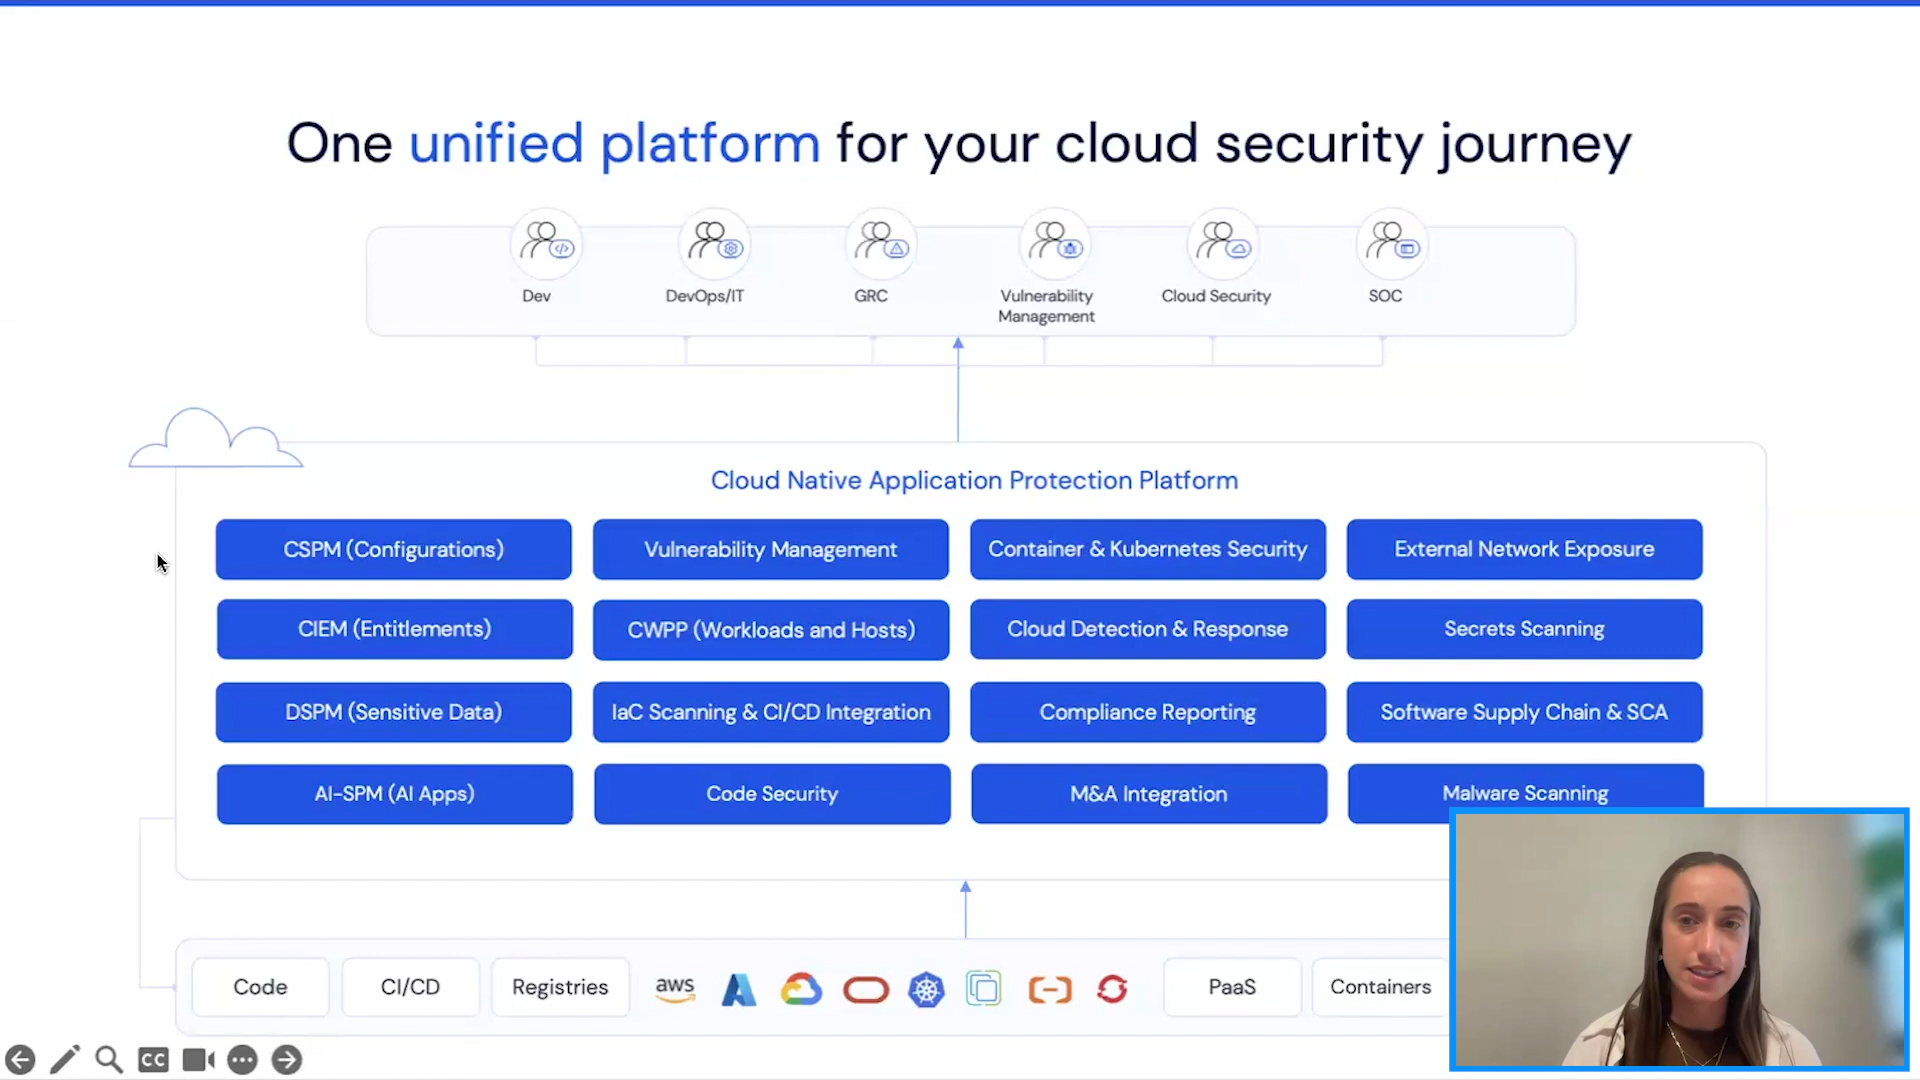 One unified platform for your cloud security journey
Dev
DevOps/IT
GRC
Vulnerability
Management
Cloud Security
SOC
Cloud Native Application Protection Platform
CSPM (Configurations)
Vulnerability Management
Container & Kubernetes Security
External Network Exposure
CIEM (Entitlements)
CWPP (Workloads and Hosts)
Cloud Detection & Response
Secrets Scanning
DSPM (Sensitive Data)
IaC Scanning & CI/CD Integration
Compliance Reporting
Software Supply Chain & SCA
AI-SPM (AI Apps)
Code Security
M&A Integration
Malware Scanning
Code
CI/CD
Registries
aws
PaaS
Containers
CC